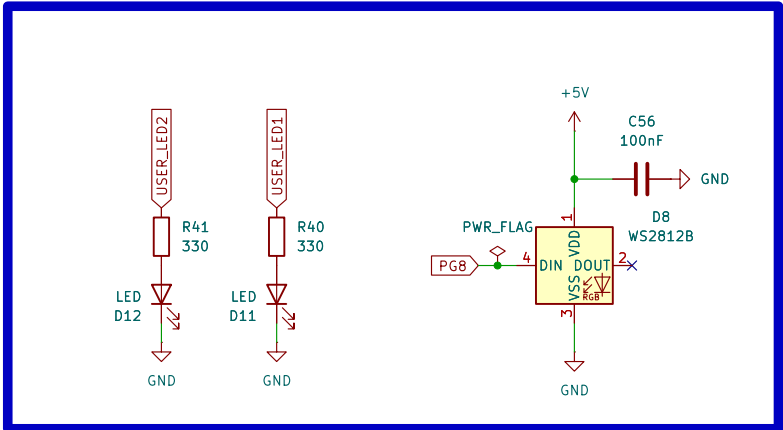 USER_LED2
R41
330
LED
D12
GND
USER_LED1
R40
330
LED
D11
GND
+5V
C56
100nF
GND
D8
WS2812B
PWR_FLAG
PG8
4
DIN
1
VDD
DOUT
2
VSS
RGB
3
GND